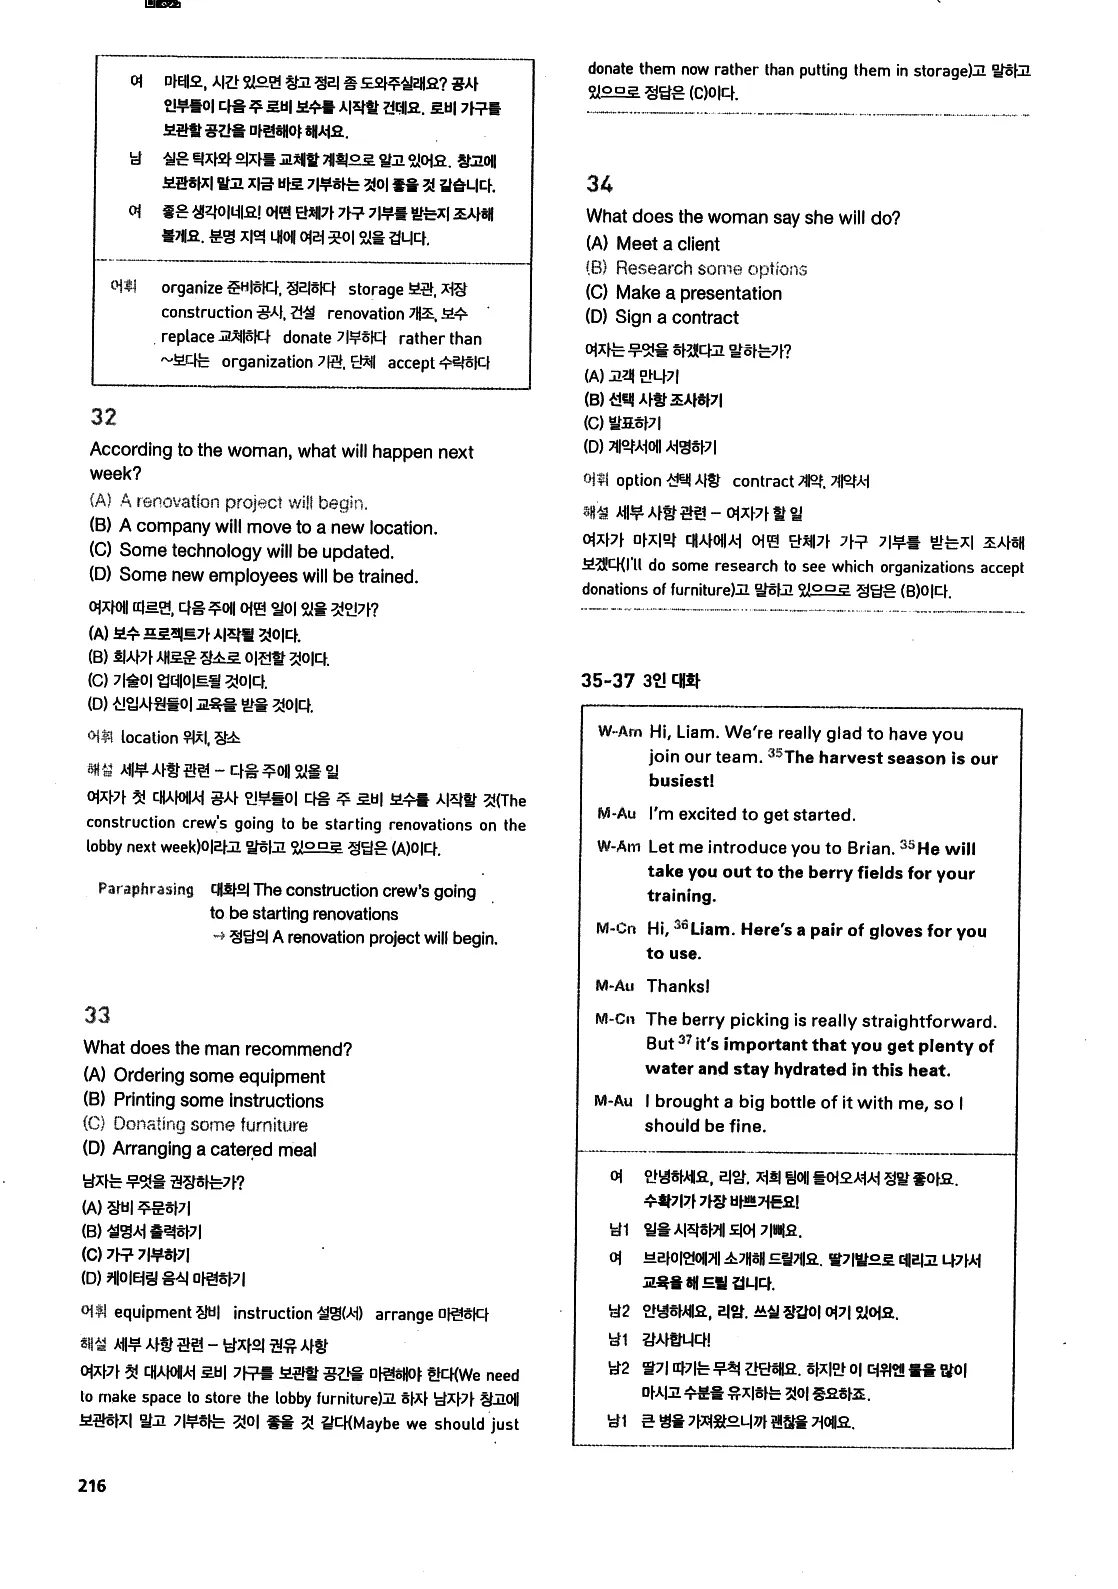 여 마테오, 시간 있으면 창고 정리 좀 도와주실래요? 공사
인부들이 다음 주 로비 보수를 시작할 건데요. 로비 가구를
보관할 공간을 마련해야 해서요.
남 실은 탁자와 의자를 교체할 계획으로 알고 있어요. 창고에
보관하지 말고 지금 바로 기부하는 것이 좋을 것 같습니다.
여 좋은 생각이네요! 어떤 단체가 가구 기부를 받는지 조사해
볼게요. 분명 지역 내에 여러 곳이 있을 겁니다.
어휘 organize 준비하다, 정리하다 storage 보관, 저장
construction 공사, 건설 renovation 개조, 보수
replace 교체하다 donate 기부하다 rather than
~보다는 organization 기관, 단체 accept 수락하다
32
According to the woman, what will happen next
week?
(A) A renovation project will begin.
(B) A company will move to a new location.
(C) Some technology will be updated.
(D) Some new employees will be trained.
여자에 따르면, 다음 주에 어떤 일이 있을 것인가?
(A) 보수 프로젝트가 시작될 것이다.
(B) 회사가 새로운 장소로 이전할 것이다.
(C) 기술이 업데이트될 것이다.
(D) 신입사원들이 교육을 받을 것이다.
어휘 location 위치, 장소
해설 세부 사항 관련 – 다음 주에 있을 일
여자가 첫 대사에서 공사 인부들이 다음 주 로비 보수를 시작할 것(The
construction crew's going to be starting renovations on the
lobby next week)이라고 말하고 있으므로 정답은 (A)이다.
Paraphrasing 대화의 The construction crew's going
to be starting renovations
→ 정답의 A renovation project will begin.
33
What does the man recommend?
(A) Ordering some equipment
(B) Printing some instructions
(C) Donating some furniture
(D) Arranging a catered meal
남자는 무엇을 권장하는가?
(A) 장비 주문하기
(B) 설명서 출력하기
(C) 가구 기부하기
(D) 케이터링 음식 마련하기
어휘 equipment 장비 instruction 설명(서) arrange 마련하다
해설 세부 사항 관련 – 남자의 권유 사항
여자가 첫 대사에서 로비 가구를 보관할 공간을 마련해야 한다(We need
to make space to store the lobby furniture)고 하자 남자가 창고에
보관하지 말고 기부하는 것이 좋을 것 같다(Maybe we should just
donate them now rather than putting them in storage)고 말하고
있으므로 정답은 (C)이다.
34
What does the woman say she will do?
(A) Meet a client
(B) Research some options
(C) Make a presentation
(D) Sign a contract
여자는 무엇을 하겠다고 말하는가?
(A) 고객 만나기
(B) 선택 사항 조사하기
(C) 발표하기
(D) 계약서에 서명하기
어휘 option 선택 사항 contract 계약, 계약서
해설 세부 사항 관련 – 여자가 할 일
여자가 마지막 대사에서 어떤 단체가 가구 기부를 받는지 조사해
보겠다(I'll do some research to see which organizations accept
donations of furniture)고 말하고 있으므로 정답은 (B)이다.
35-37 3인 대화
W-Am Hi, Liam. We're really glad to have you
join our team. 35The harvest season is our
busiest!
M-Au I'm excited to get started.
W-Am Let me introduce you to Brian. 35He will
take you out to the berry fields for your
training.
M-Cn Hi, 36Liam. Here's a pair of gloves for you
to use.
M-Au Thanks!
M-Cn The berry picking is really straightforward.
But 37it's important that you get plenty of
water and stay hydrated in this heat.
M-Au I brought a big bottle of it with me, so I
should be fine.
여 안녕하세요, 리암. 저희 팀에 들어오셔서 정말 좋아요.
수확기가 가장 바쁘거든요!
남1 일을 시작하게 되어 기뻐요.
여 브라이언에게 소개해 드릴게요. 딸기밭으로 데리고 나가서
교육을 해 드릴 겁니다.
남2 안녕하세요, 리암. 쓰실 장갑이 여기 있어요.
남1 감사합니다!
남2 딸기 따기는 무척 간단해요. 하지만 이 더위엔 물을 많이
마시고 수분을 유지하는 것이 중요하죠.
남1 큰 병을 가져왔으니까 괜찮을 거예요.
216